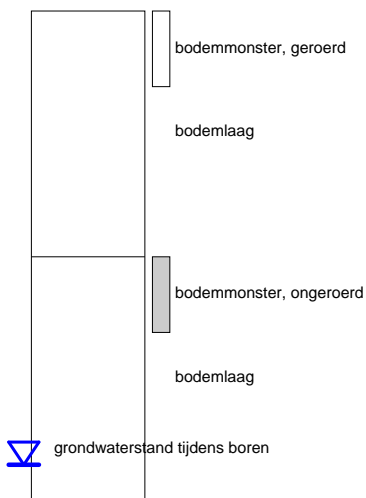 bodemmonster, geroerd
bodemlaag
bodemmonster, ongeroerd
bodemlaag
grondwaterstand tijdens boren